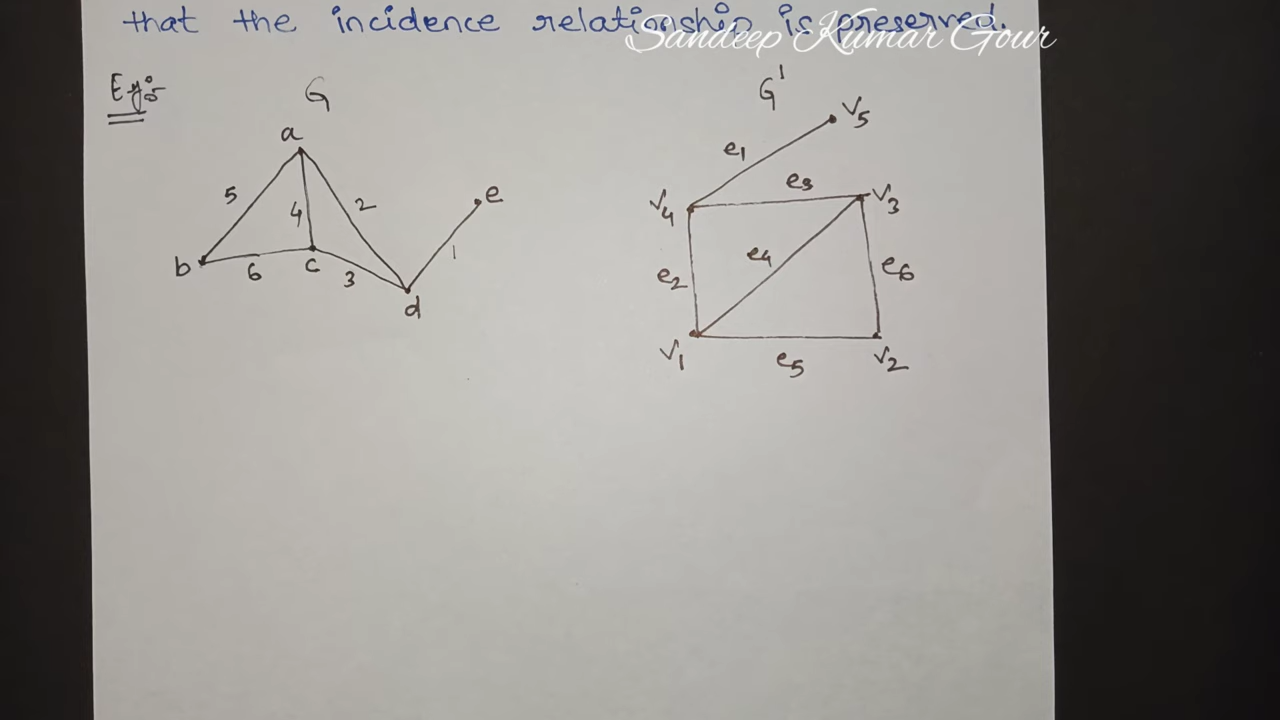 that the incidence relationship is preserved.
Sandeep Kumar Gour
Eg:-
G
a
5
4
2
e
b
6
c
3
1
d
G'
V5
e1
e3
V4
V3
e4
e2
e6
V1
e5
V2